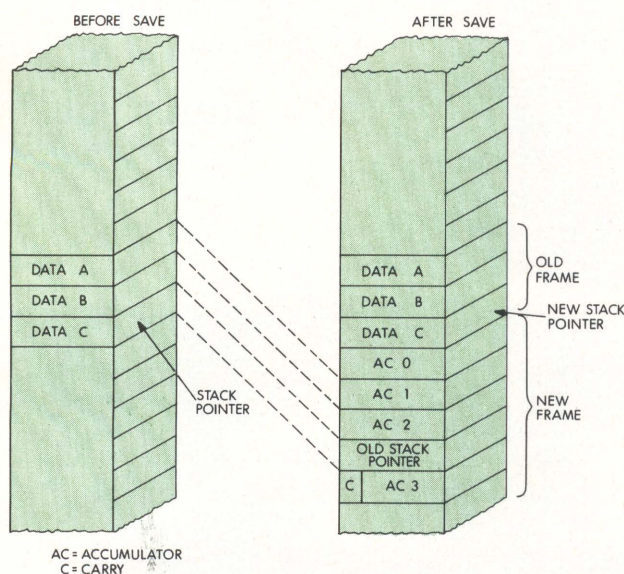 BEFORE SAVE
DATA A
DATA B
DATA C
STACK
POINTER
AC = ACCUMULATOR
C = CARRY
AFTER SAVE
DATA A
DATA B
DATA C
AC 0
AC 1
AC 2
OLD STACK
POINTER
C AC 3
OLD
FRAME
NEW STACK
POINTER
NEW
FRAME